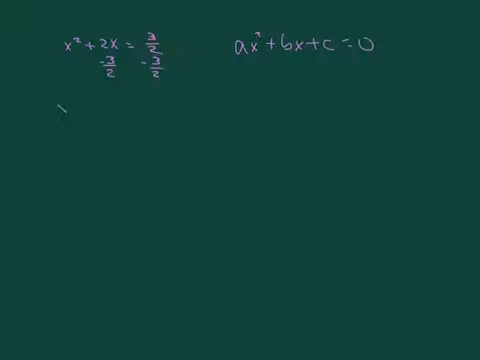 x² + 2x = 3/2
-3/2 -3/2
ax² + bx + c = 0